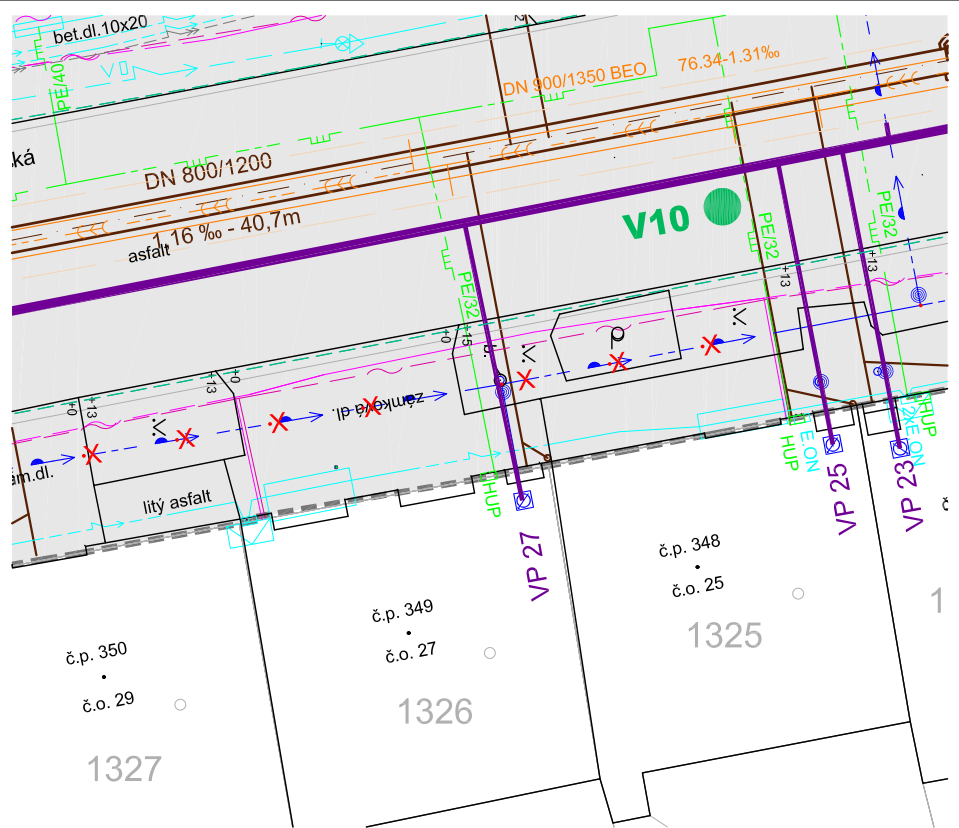 bet.dl.10x20
PE/40
V
DN 900/1350 BEO
76.34-1.31‰
ká
DN 800/1200
1,16 ‰ - 40,7m
asfalt
V10
PE/32
PE/32
PE/32
+13
+13
+0
+15
+0
+13
+0
+13
zámková dl.
litý asfalt
ám.dl.
HUP
HUP
HUP
E ON
E ON
VP 27
VP 25
VP 23
č.p. 348
č.o. 25
1325
č.p. 349
č.o. 27
1326
č.p. 350
č.o. 29
1327
1